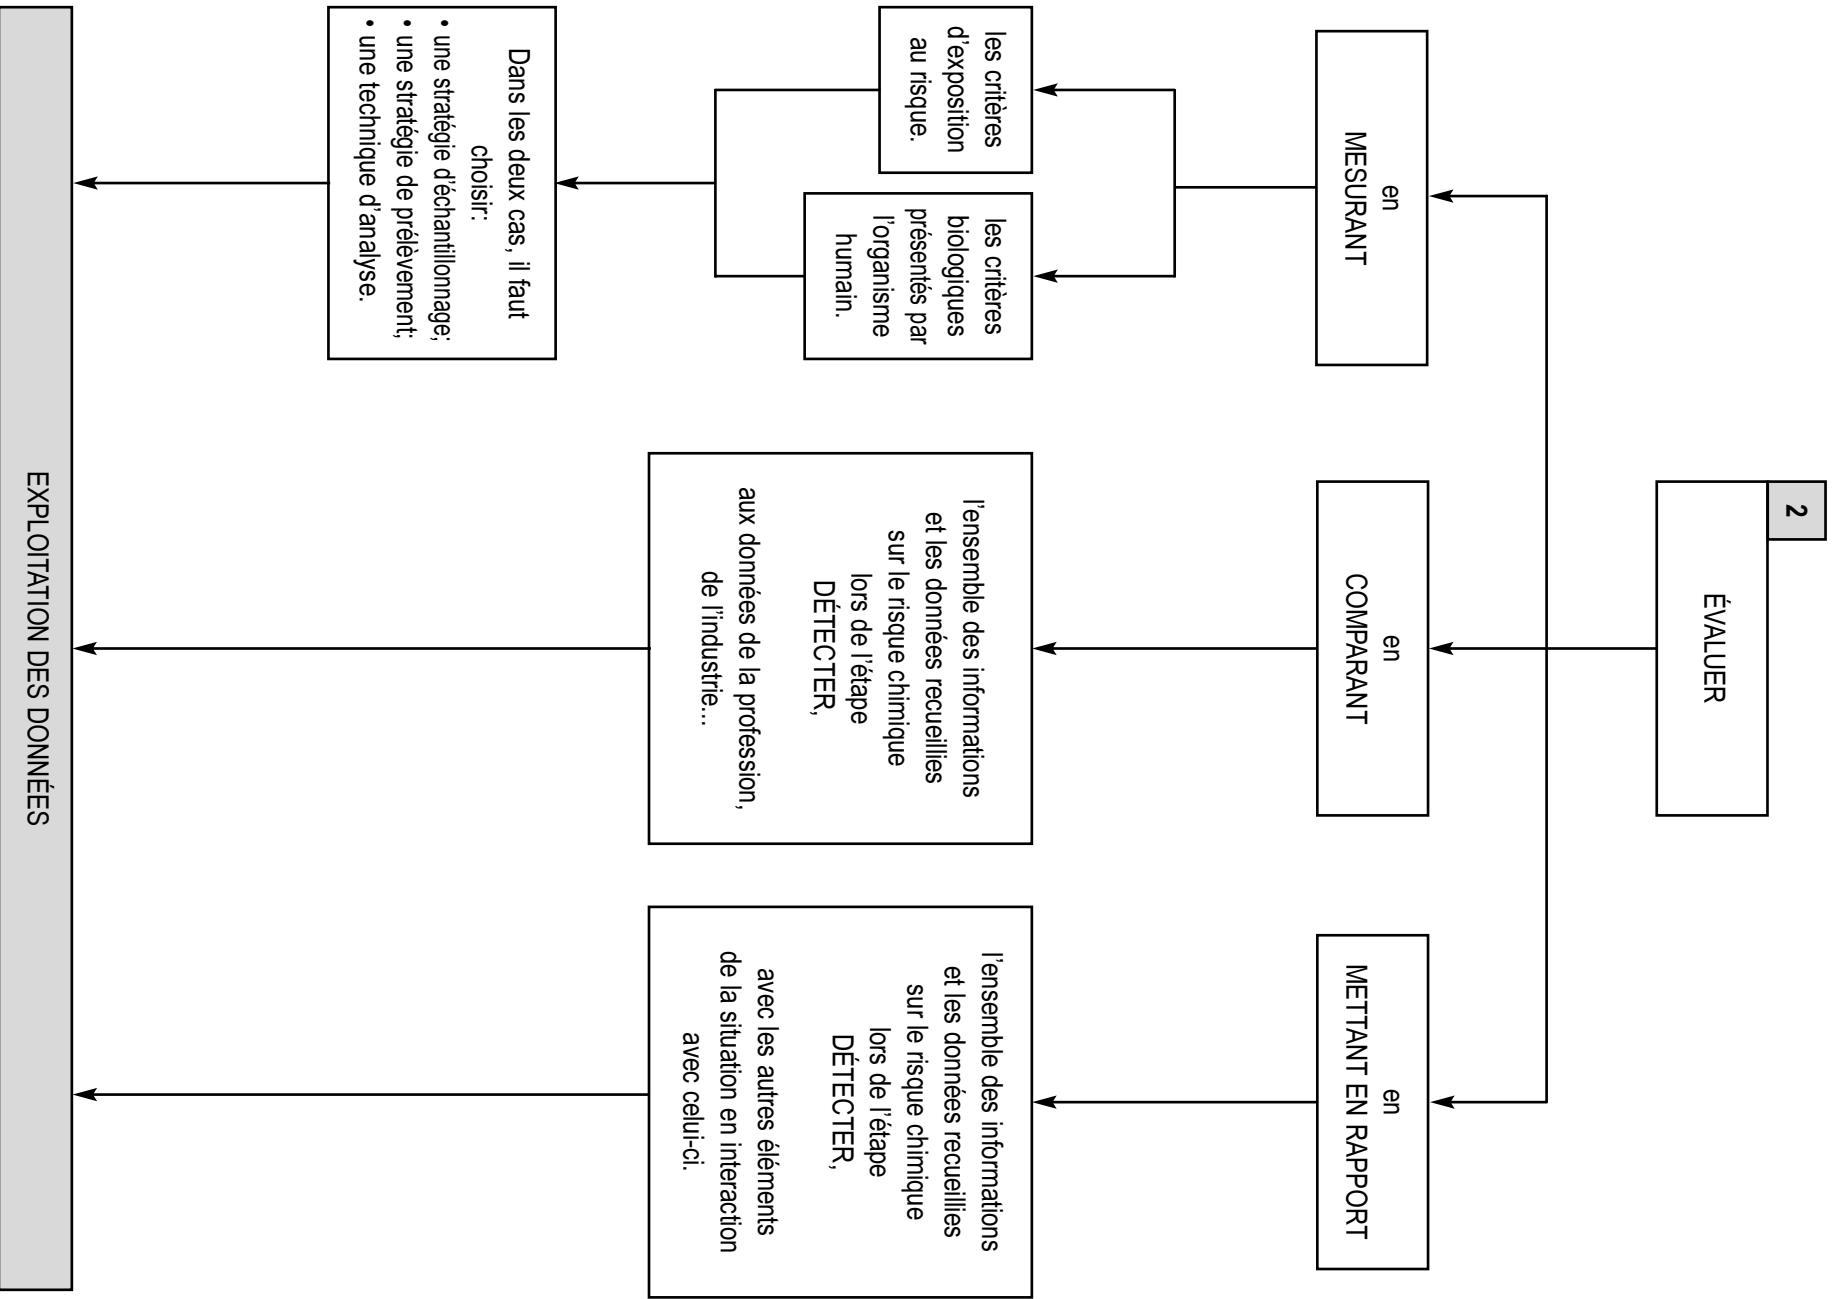 2
ÉVALUER
en
MESURANT
en
COMPARANT
en
METTANT EN RAPPORT
les critères
d'exposition
au risque.
les critères
biologiques
présentés par
l'organisme
humain.
Dans les deux cas, il faut
choisir:
• une stratégie d'échantillonnage;
• une stratégie de prélèvement;
• une technique d'analyse.
l'ensemble des informations
et les données recueillies
sur le risque chimique
lors de l'étape
DÉTECTER,
aux données de la profession,
de l'industrie...
l'ensemble des informations
et les données recueillies
sur le risque chimique
lors de l'étape
DÉTECTER,
avec les autres éléments
de la situation en interaction
avec celui-ci.
EXPLOITATION DES DONNÉES